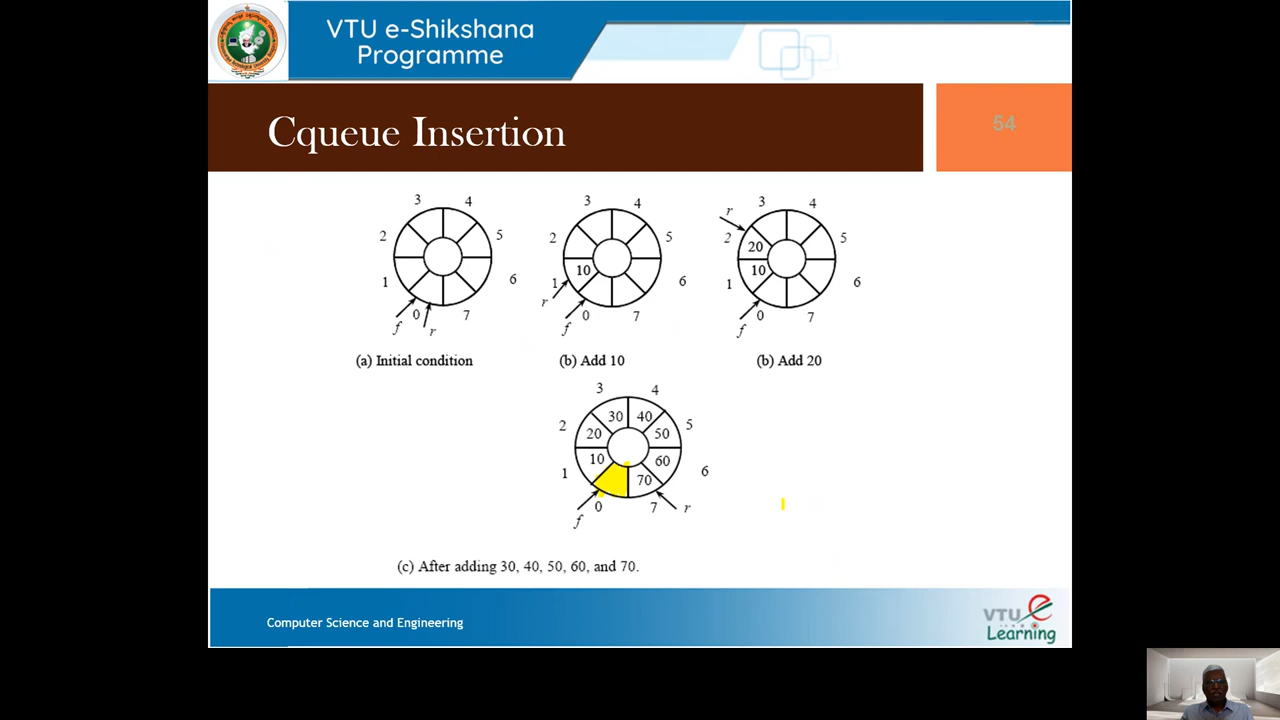 VTU e-Shikshana
Programme
Cqueue Insertion
54
3 4
2 5
1 6
f 0 r 7
(a) Initial condition
3 4
2 5
10
1 6
r
f 0 7
(b) Add 10
r 3 4
2 20 5
10
1 6
f 0 7
(b) Add 20
3 4
30 40
2 20 50 5
10 60
1 70 6
f 0 7 r
(c) After adding 30, 40, 50, 60, and 70.
Computer Science and Engineering
VTU e
Learning